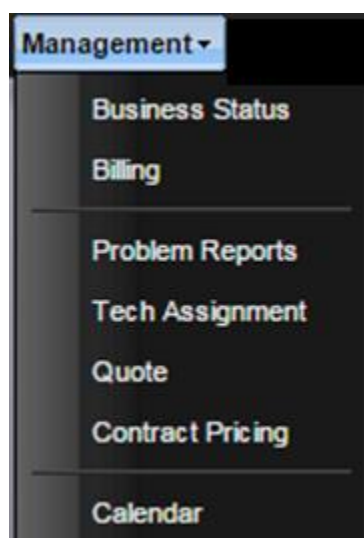 Management
Business Status
Billing
Problem Reports
Tech Assignment
Quote
Contract Pricing
Calendar